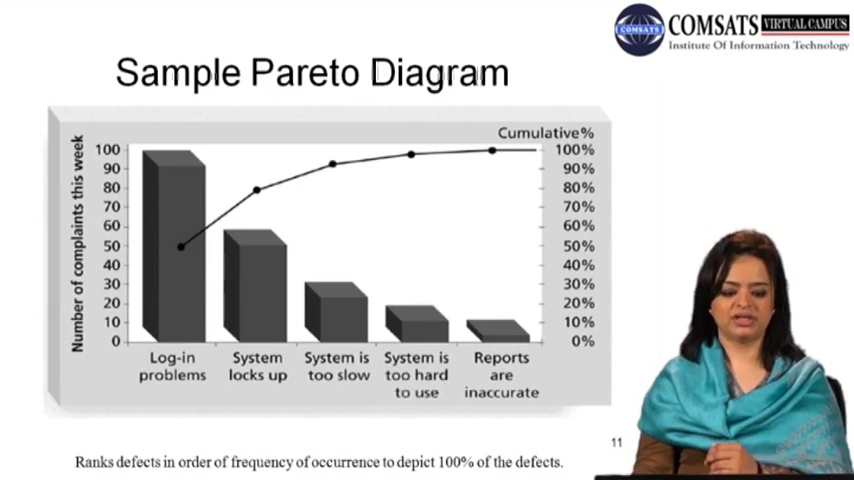 COMSATS VIRTUAL CAMPUS
COMSATS
Institute Of Information Technology
Sample Pareto Diagram
Cumulative%
Number of complaints this week
100
90
80
70
60
50
40
30
20
10
0
100%
90%
80%
70%
60%
50%
40%
30%
20%
10%
0%
Log-in
problems
System
locks up
System is
too slow
System is
too hard
to use
Reports
are
inaccurate
11
Ranks defects in order of frequency of occurrence to depict 100% of the defects.